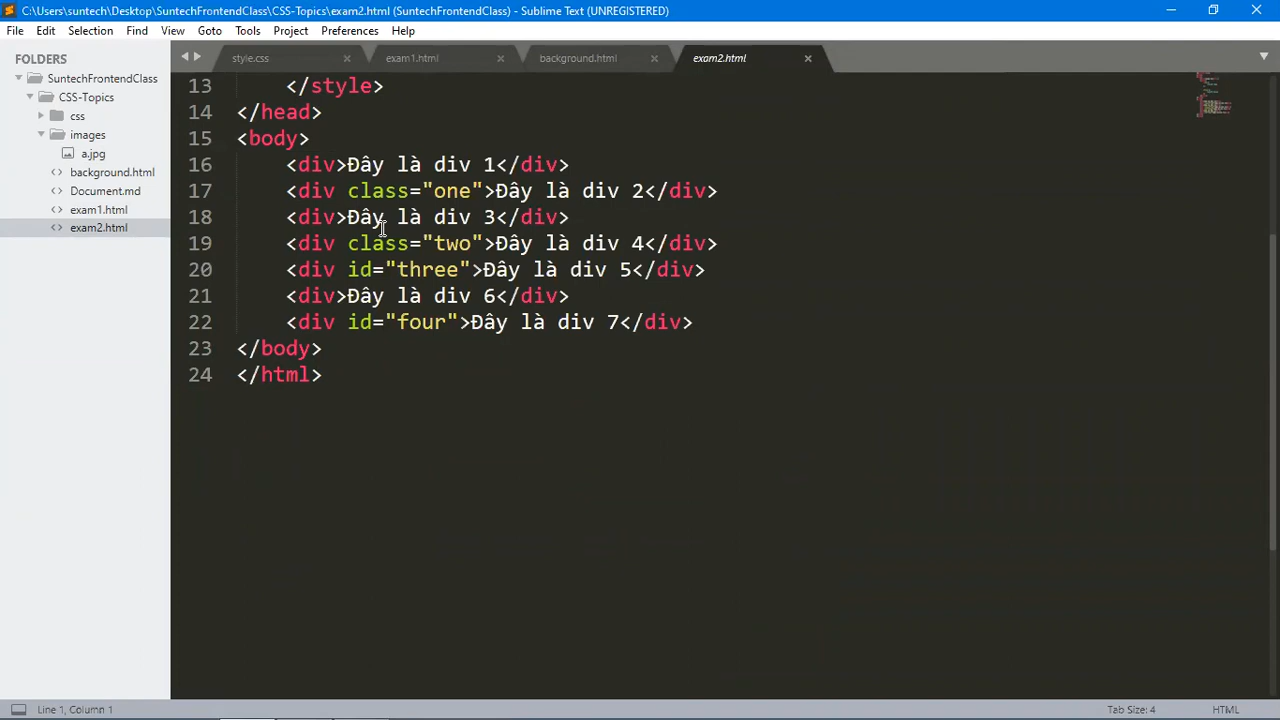 C:\Users\suntech\Desktop\SuntechFrontendClass\CSS-Topics\exam2.html (SuntechFrontendClass) - Sublime Text (UNREGISTERED)
File Edit Selection Find View Goto Tools Project Preferences Help
FOLDERS
SuntechFrontendClass
CSS-Topics
css
images
a.jpg
background.html
Document.md
exam1.html
exam2.html
style.css exam1.html background.html exam2.html
13 </style>
14 </head>
15 <body>
16 <div>Đây là div 1</div>
17 <div class="one">Đây là div 2</div>
18 <div>Đây là div 3</div>
19 <div class="two">Đây là div 4</div>
20 <div id="three">Đây là div 5</div>
21 <div>Đây là div 6</div>
22 <div id="four">Đây là div 7</div>
23 </body>
24 </html>
Line 1, Column 1 Tab Size: 4 HTML